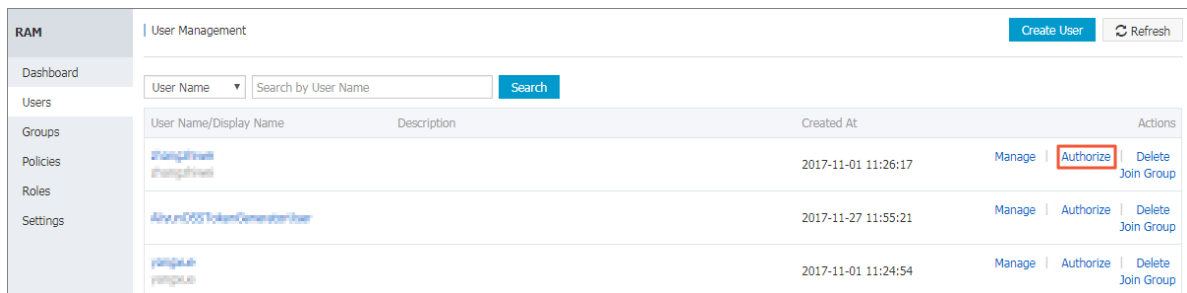 RAM
User Management
Create User
Refresh
Dashboard
Users
Groups
Policies
Roles
Settings
User Name
Search by User Name
Search
User Name/Display Name Description Created At Actions
2017-11-01 11:26:17 Manage | Authorize | Delete
Join Group
2017-11-27 11:55:21 Manage | Authorize | Delete
Join Group
2017-11-01 11:24:54 Manage | Authorize | Delete
Join Group